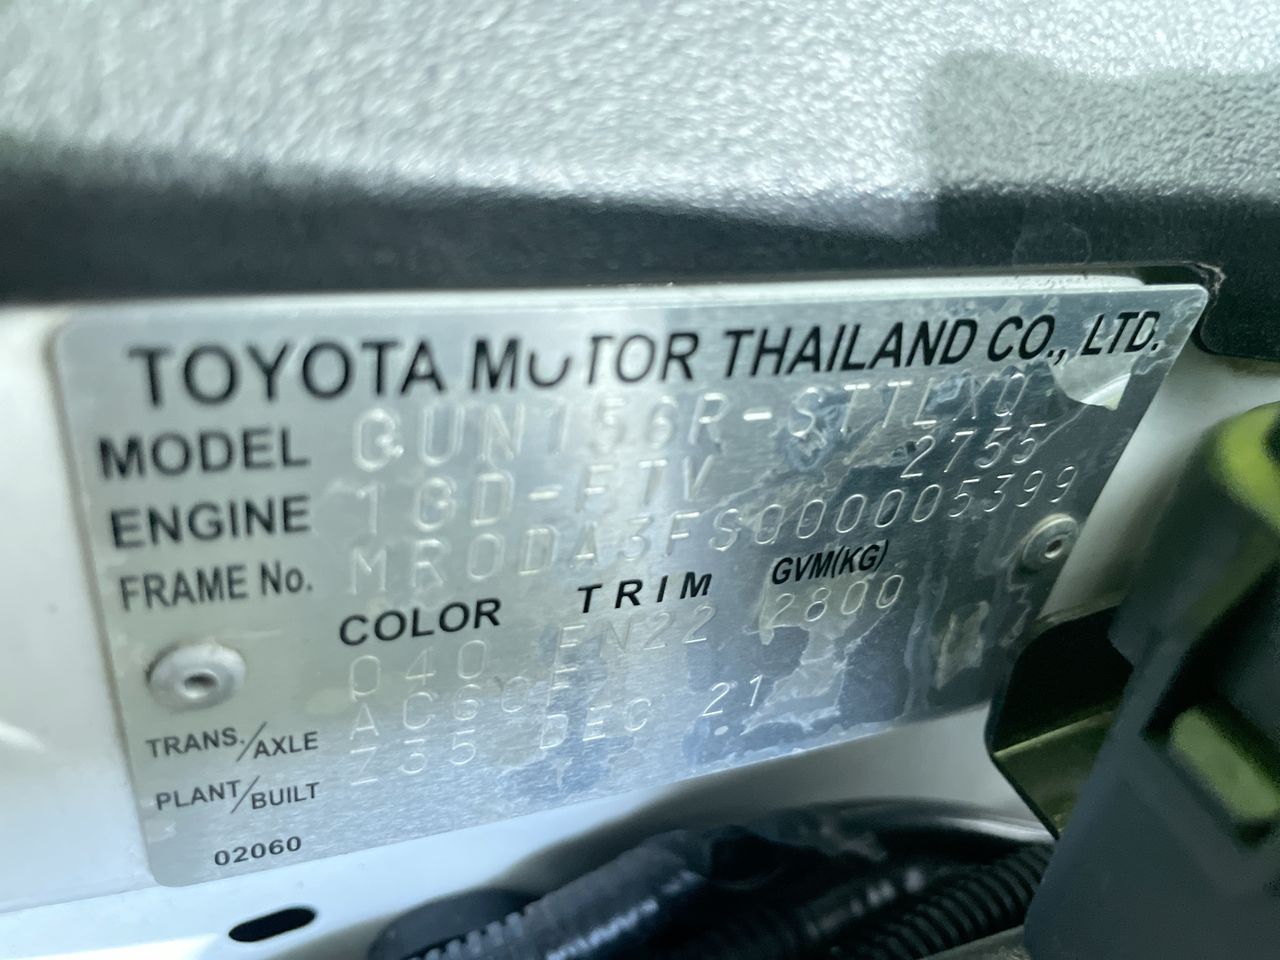 TOYOTA MOTOR THAILAND CO., LTD.
MODEL GUN156R-STTLXQ
ENGINE 1GD-FTV 2755
FRAME No. MR0DA3FS000005399
COLOR TRIM GVM(KG)
040 FN22 2800
TRANS./AXLE AC60E
PLANT/BUILT Z35 DEC 21
02060